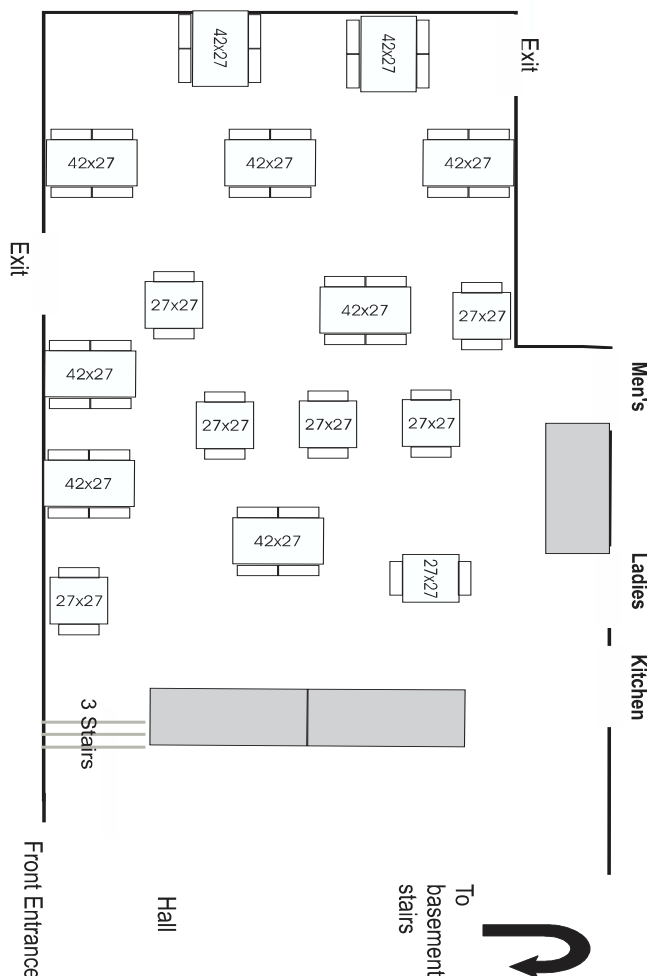 42x27
42x27
Exit
42x27
42x27
42x27
Exit
27x27
42x27
27x27
42x27
Men's
27x27
27x27
27x27
42x27
42x27
27x27
Ladies
27x27
Kitchen
3 Stairs
Front Entrance
Hall
To
basement
stairs